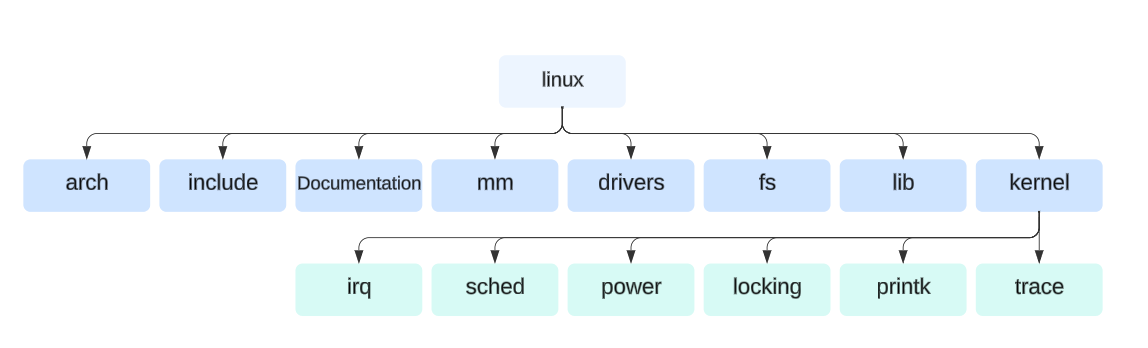 linux
arch include Documentation mm drivers fs lib kernel
irq sched power locking printk trace